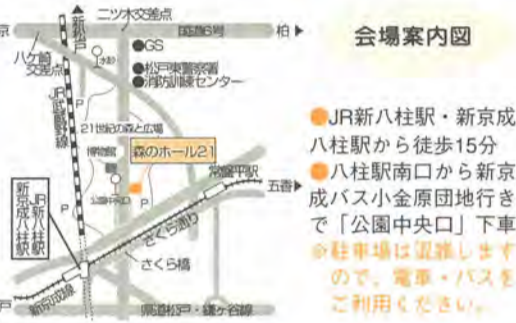 会場案内図
●JR新八柱駅・新京成
八柱駅から徒歩15分
●八柱駅南口から新京
成バス小金原団地行き
で「公園中央口」下車
※駐車場は混雑します
ので、電車・バスを
ご利用ください。
京
新松戸
二ツ木交差点
国道6号
柏
八ケ崎
交差点
●GS
●松戸東警察署
●消防訓練センター
P
JR武蔵野線
P
21世紀の森と広場
博物館
森のホール21
常盤平駅
五香
公園中央口
P
P
さくら通り
さくら橋
JR新八柱駅
新京成八柱駅
戸
新京成線
県道松戸・鎌ヶ谷線